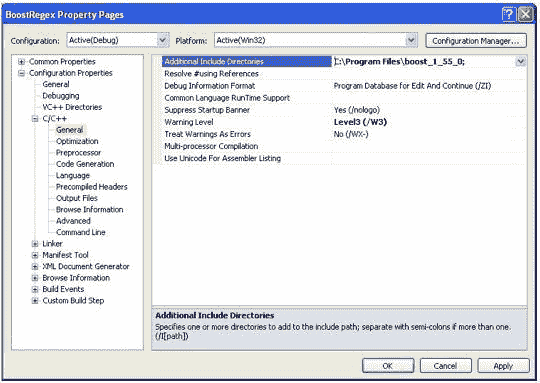 BoostRegex Property Pages
Configuration: Active(Debug) Platform: Active(Win32) Configuration Manager...
Common Properties
Configuration Properties
General
Debugging
VC++ Directories
C/C++
General
Optimization
Preprocessor
Code Generation
Language
Precompiled Headers
Output Files
Browse Information
Advanced
Command Line
Linker
Manifest Tool
XML Document Generator
Browse Information
Build Events
Custom Build Step
Additional Include Directories C:\Program Files\boost_1_55_0;
Resolve #using References
Debug Information Format Program Database for Edit And Continue (/ZI)
Common Language RunTime Support
Suppress Startup Banner Yes (/nologo)
Warning Level Level3 (/W3)
Treat Warnings As Errors No (/WX-)
Multi-processor Compilation
Use Unicode For Assembler Listing
Additional Include Directories
Specifies one or more directories to add to the include path; separate with semi-colons if more than one.
(/I[path])
OK Cancel Apply